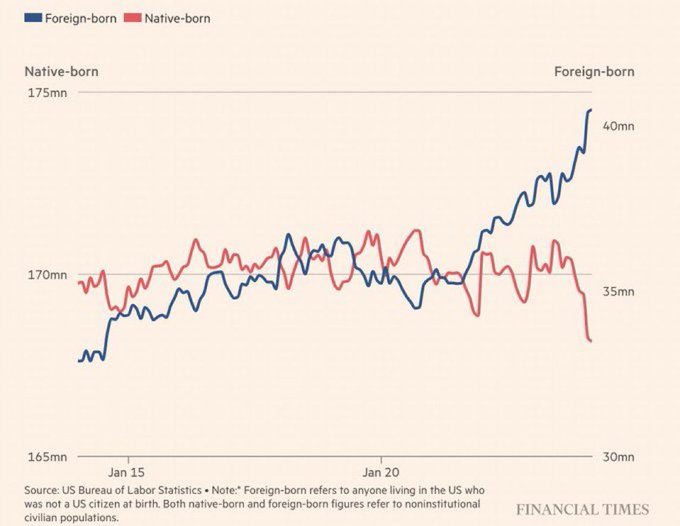 Foreign-born Native-born
Native-born Foreign-born
175mn
40mn
170mn
35mn
165mn 30mn
Jan 15 Jan 20
Source: US Bureau of Labor Statistics • Note:* Foreign-born refers to anyone living in the US who
was not a US citizen at birth. Both native-born and foreign-born figures refer to noninstitutional
civilian populations.
FINANCIAL TIMES